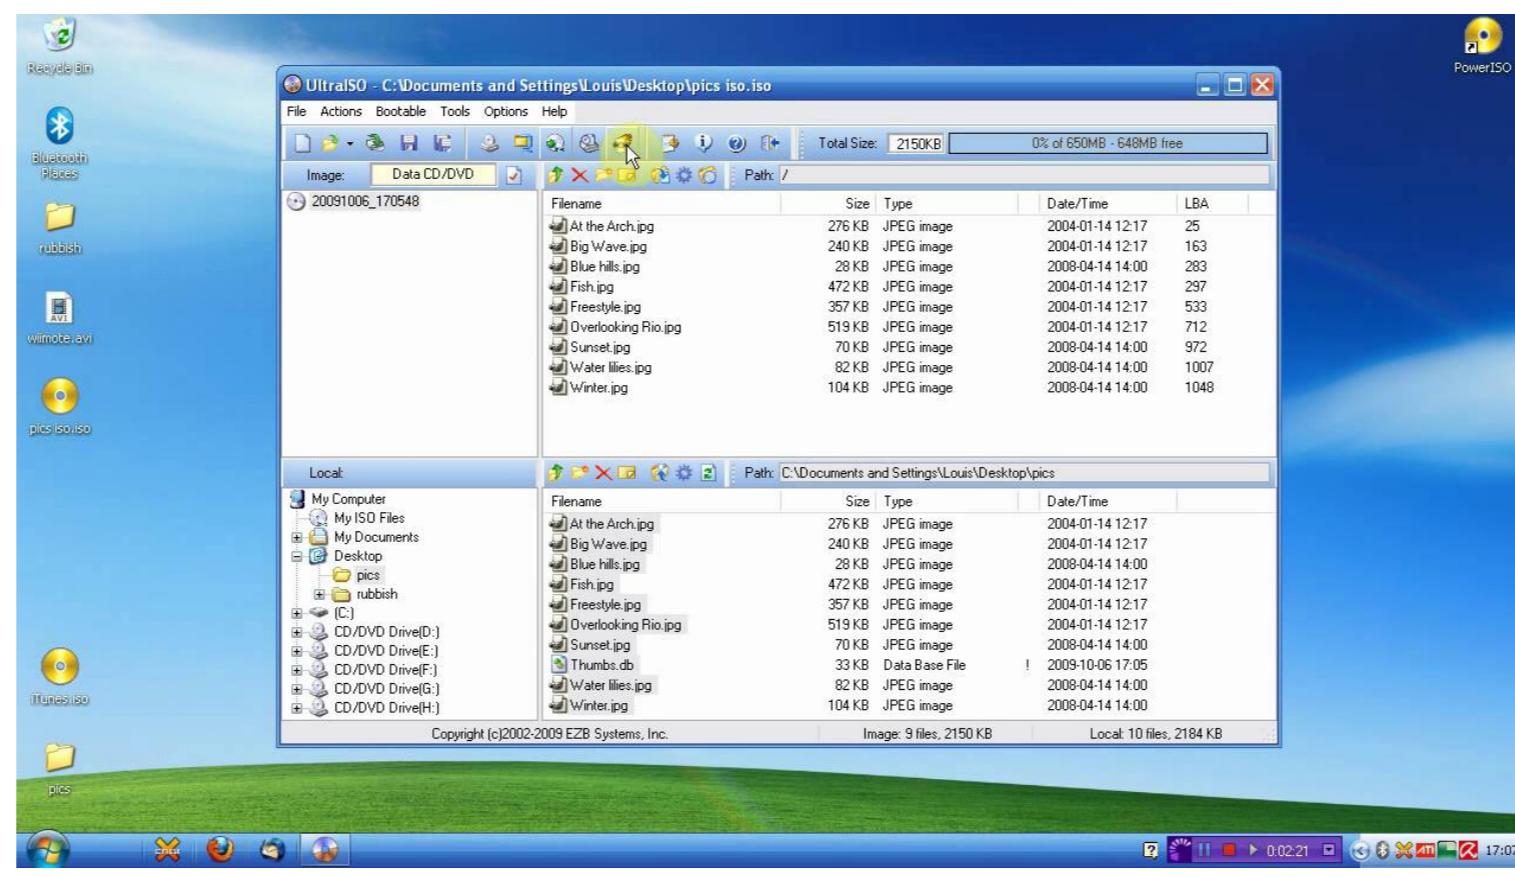 Recycle Bin
PowerISO
UltraISO - C:\Documents and Settings\Louis\Desktop\pics iso.iso
File Actions Bootable Tools Options Help
Total Size: 2150KB 0% of 650MB - 648MB free
Bluetooth
Places
Image: Data CD/DVD Path: /
20091006_170548
Filename Size Type Date/Time LBA
At the Arch.jpg 276 KB JPEG image 2004-01-14 12:17 25
Big Wave.jpg 240 KB JPEG image 2004-01-14 12:17 163
Blue hills.jpg 28 KB JPEG image 2008-04-14 14:00 283
Fish.jpg 472 KB JPEG image 2004-01-14 12:17 297
Freestyle.jpg 357 KB JPEG image 2004-01-14 12:17 533
Overlooking Rio.jpg 519 KB JPEG image 2004-01-14 12:17 712
Sunset.jpg 70 KB JPEG image 2008-04-14 14:00 972
Water lilies.jpg 82 KB JPEG image 2008-04-14 14:00 1007
Winter.jpg 104 KB JPEG image 2008-04-14 14:00 1048
rubbish
AVI
wiimote.avi
pics iso.iso
Local: Path: C:\Documents and Settings\Louis\Desktop\pics
My Computer
My ISO Files
My Documents
Desktop
pics
rubbish
(C:)
CD/DVD Drive(D:)
CD/DVD Drive(E:)
CD/DVD Drive(F:)
CD/DVD Drive(G:)
CD/DVD Drive(H:)
Filename Size Type Date/Time
At the Arch.jpg 276 KB JPEG image 2004-01-14 12:17
Big Wave.jpg 240 KB JPEG image 2004-01-14 12:17
Blue hills.jpg 28 KB JPEG image 2008-04-14 14:00
Fish.jpg 472 KB JPEG image 2004-01-14 12:17
Freestyle.jpg 357 KB JPEG image 2004-01-14 12:17
Overlooking Rio.jpg 519 KB JPEG image 2004-01-14 12:17
Sunset.jpg 70 KB JPEG image 2008-04-14 14:00
Thumbs.db 33 KB Data Base File ! 2009-10-06 17:05
Water lilies.jpg 82 KB JPEG image 2008-04-14 14:00
Winter.jpg 104 KB JPEG image 2008-04-14 14:00
iTunes.iso
Copyright (c)2002-2009 EZB Systems, Inc. Image: 9 files, 2150 KB Local: 10 files, 2184 KB
pics
0:02:21 ATI 17:07